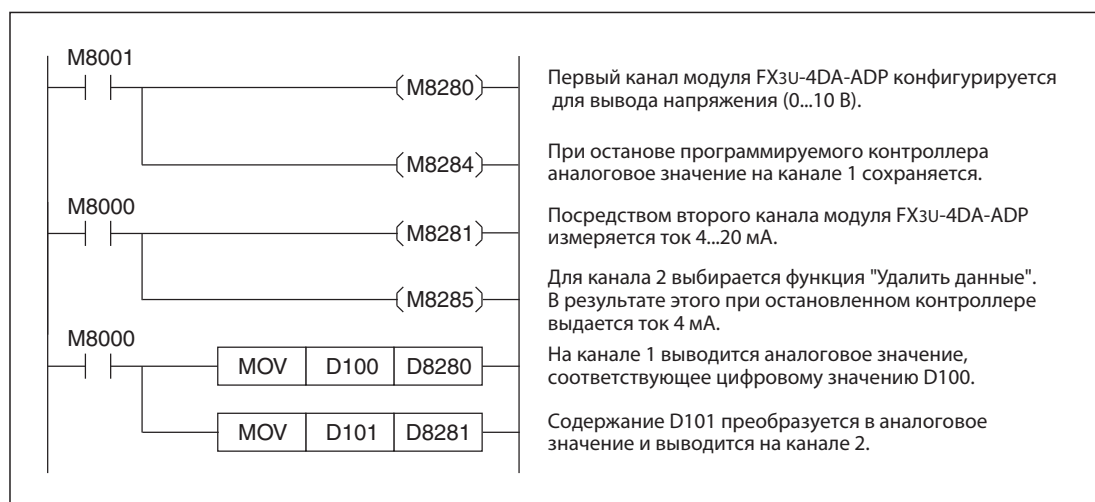 M8001
M8280
Первый канал модуля FX3U-4DA-ADP конфигурируется
для вывода напряжения (0...10 В).
M8284
При останове программируемого контроллера
аналоговое значение на канале 1 сохраняется.
M8000
M8281
Посредством второго канала модуля FX3U-4DA-ADP
измеряется ток 4...20 мА.
M8285
Для канала 2 выбирается функция "Удалить данные".
В результате этого при остановленном контроллере
выдается ток 4 мА.
M8000
MOV D100 D8280
На канале 1 выводится аналоговое значение,
соответствующее цифровому значению D100.
MOV D101 D8281
Содержание D101 преобразуется в аналоговое
значение и выводится на канале 2.